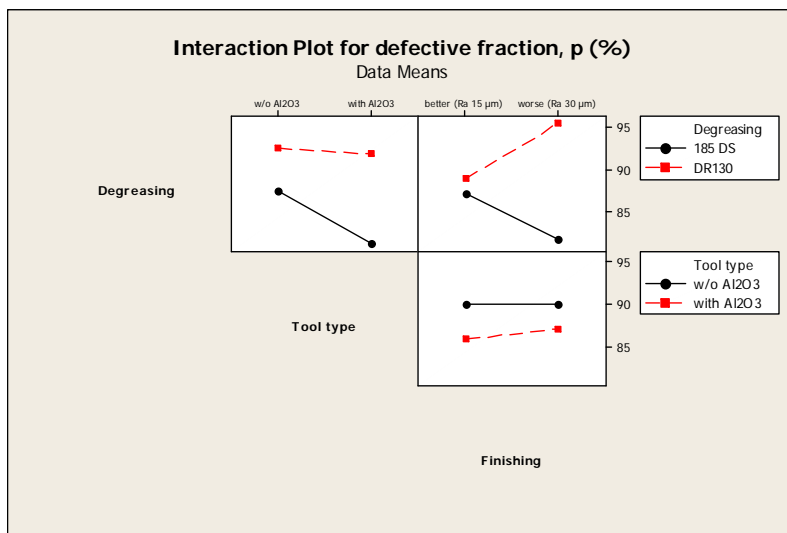 Interaction Plot for defective fraction, p (%)
Data Means
w/o Al2O3 with Al2O3 better (Ra 15 µm) worse (Ra 30 µm)
95
90
85
Degreasing
185 DS
DR130
Degreasing
95
90
85
Tool type
w/o Al2O3
with Al2O3
Tool type
Finishing